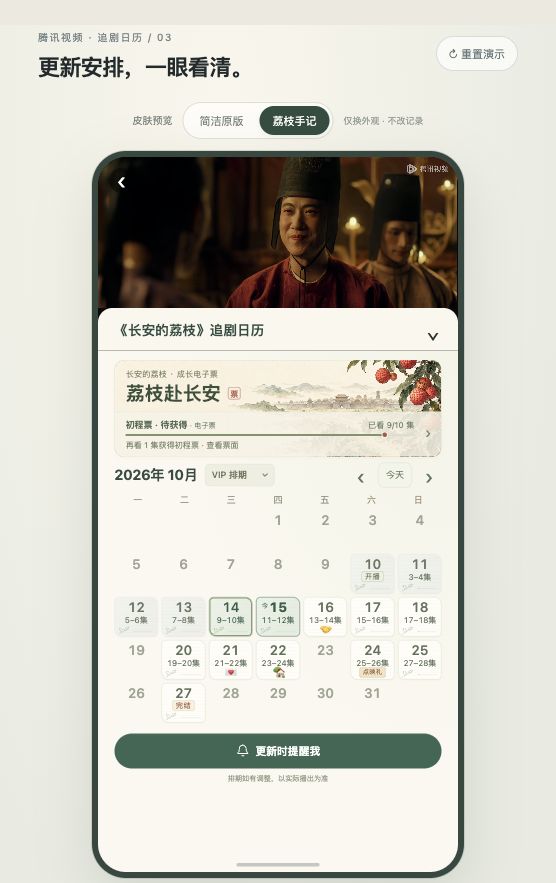 腾讯视频 · 追剧日历 / 03
更新安排，一眼看清。
重置演示
皮肤预览
简洁原版
荔枝手记
仅换外观 · 不改记录
腾讯视频
《长安的荔枝》追剧日历
长安的荔枝 · 成长电子票
荔枝赴长安 票
初程票 · 待获得 · 电子票
已看 9/10 集
再看 1 集获得初程票 · 查看票面
2026年 10月
VIP 排期
今天
一 二 三 四 五 六 日
1 2 3 4
5 6 7 8 9 10 11
开播 3–4集
12 13 14 今15 16 17 18
5–6集 7–8集 9–10集 11–12集 13–14集 15–16集 17–18集
19 20 21 22 23 24 25
19–20集 21–22集 23–24集 25–26集 27–28集
点映礼
26 27 28 29 30 31
完结
更新时提醒我
排期如有调整，以实际播出为准